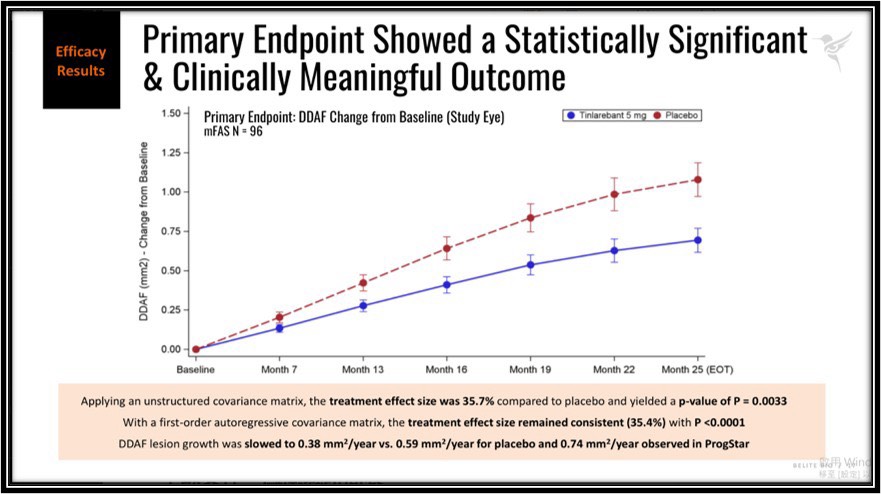 Efficacy
Results
Primary Endpoint Showed a Statistically Significant
& Clinically Meaningful Outcome
Primary Endpoint: DDAF Change from Baseline (Study Eye)
mFAS N = 96
Tinlarebant 5 mg
Placebo
DDAF (mm2) - Change from Baseline
1.50
1.25
1.00
0.75
0.50
0.25
0.00
Baseline Month 7 Month 13 Month 16 Month 19 Month 22 Month 25 (EOT)
Applying an unstructured covariance matrix, the treatment effect size was 35.7% compared to placebo and yielded a p-value of P = 0.0033
With a first-order autoregressive covariance matrix, the treatment effect size remained consistent (35.4%) with P <0.0001
DDAF lesion growth was slowed to 0.38 mm²/year vs. 0.59 mm²/year for placebo and 0.74 mm²/year observed in ProgStar
BELITE BIO
啟用 Wind